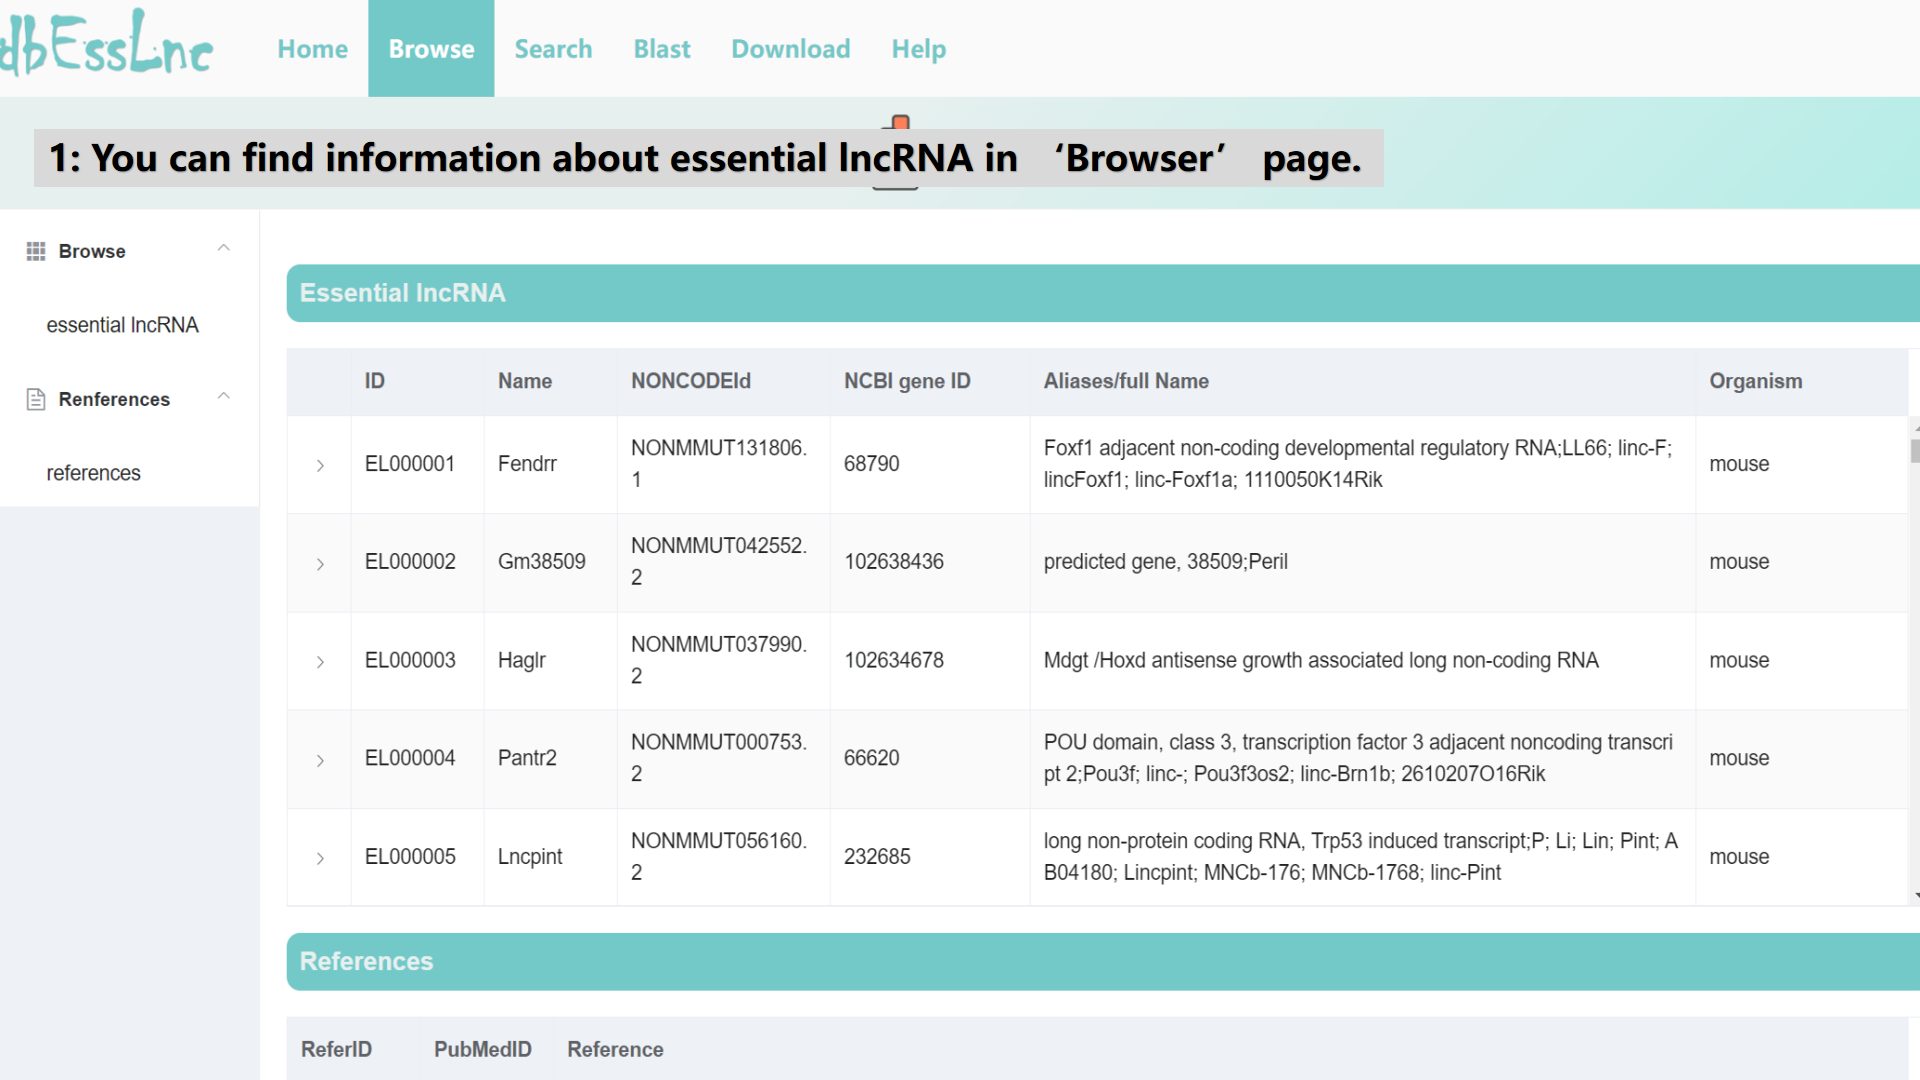 dbEssLnc
Home Browse Search Blast Download Help
1: You can find information about essential lncRNA in ‘Browser’ page.
Browse
essential lncRNA
Renferences
references
Essential lncRNA
ID Name NONCODEId NCBI gene ID Aliases/full Name Organism
EL000001 Fendrr NONMMUT131806.1 68790 Foxf1 adjacent non-coding developmental regulatory RNA;LL66; linc-F;
lincFoxf1; linc-Foxf1a; 1110050K14Rik mouse
EL000002 Gm38509 NONMMUT042552.2 102638436 predicted gene, 38509;Peril mouse
EL000003 Haglr NONMMUT037990.2 102634678 Mdgt /Hoxd antisense growth associated long non-coding RNA mouse
EL000004 Pantr2 NONMMUT000753.2 66620 POU domain, class 3, transcription factor 3 adjacent noncoding transcri
pt 2;Pou3f; linc-; Pou3f3os2; linc-Brn1b; 2610207O16Rik mouse
EL000005 Lncpint NONMMUT056160.2 232685 long non-protein coding RNA, Trp53 induced transcript;P; Li; Lin; Pint; A
B04180; Lincpint; MNCb-176; MNCb-1768; linc-Pint mouse
References
ReferID PubMedID Reference